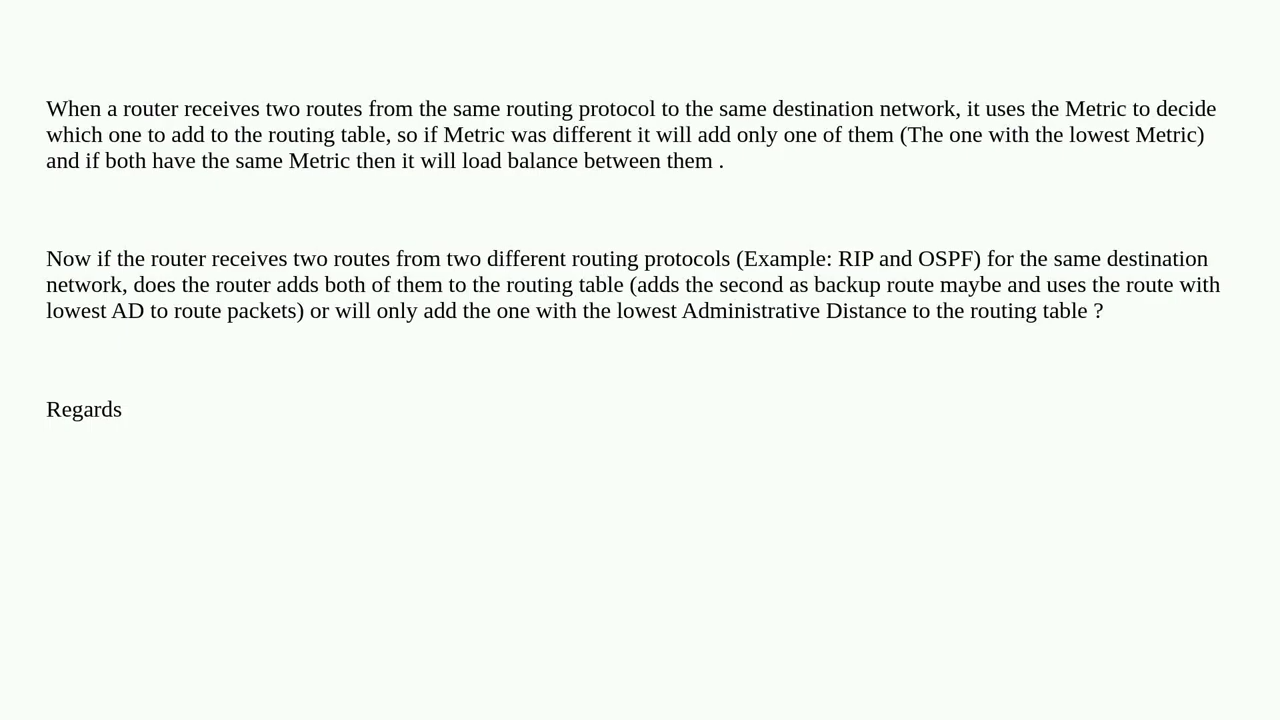 When a router receives two routes from the same routing protocol to the same destination network, it uses the Metric to decide
which one to add to the routing table, so if Metric was different it will add only one of them (The one with the lowest Metric)
and if both have the same Metric then it will load balance between them .
Now if the router receives two routes from two different routing protocols (Example: RIP and OSPF) for the same destination
network, does the router adds both of them to the routing table (adds the second as backup route maybe and uses the route with
lowest AD to route packets) or will only add the one with the lowest Administrative Distance to the routing table ?
Regards